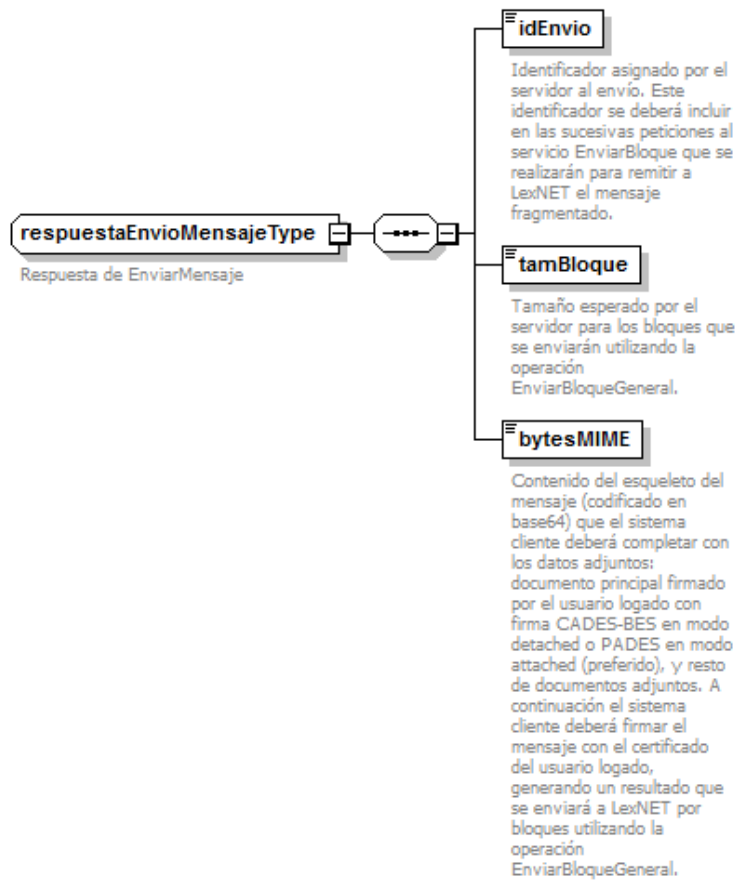 idEnvio
Identificador asignado por el
servidor al envío. Este
identificador se deberá incluir
en las sucesivas peticiones al
servicio EnviarBloque que se
realizarán para remitir a
LexNET el mensaje
fragmentado.
respuestaEnvioMensajeType
Respuesta de EnviarMensaje
tamBloque
Tamaño esperado por el
servidor para los bloques que
se enviarán utilizando la
operación
EnviarBloqueGeneral.
bytesMIME
Contenido del esqueleto del
mensaje (codificado en
base64) que el sistema
cliente deberá completar con
los datos adjuntos:
documento principal firmado
por el usuario logado con
firma CADES-BES en modo
detached o PADES en modo
attached (preferido), y resto
de documentos adjuntos. A
continuación el sistema
cliente deberá firmar el
mensaje con el certificado
del usuario logado,
generando un resultado que
se enviará a LexNET por
bloques utilizando la
operación
EnviarBloqueGeneral.